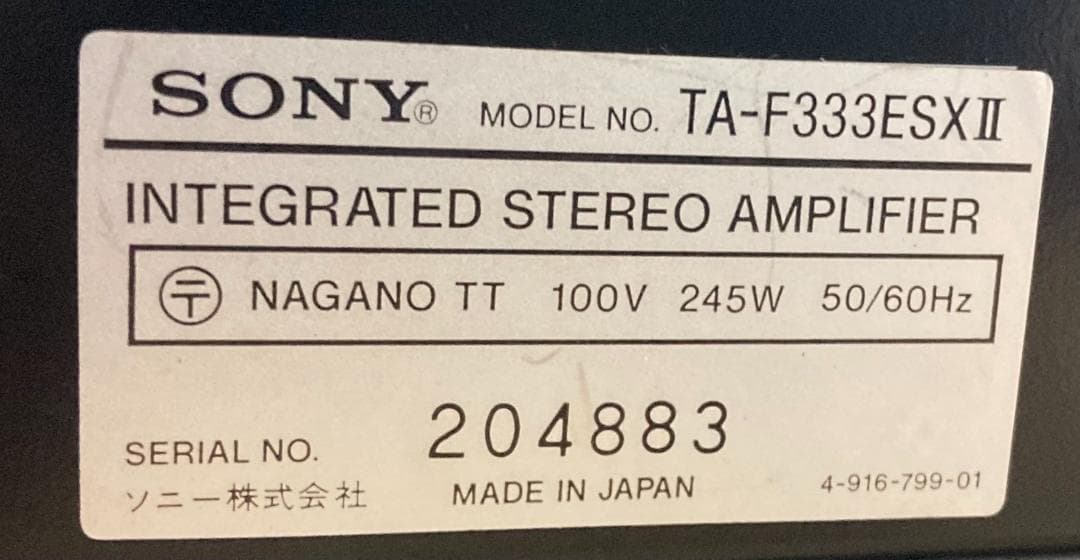 SONY® MODEL NO. TA-F333ESXII
INTEGRATED STEREO AMPLIFIER
〶 NAGANO TT 100V 245W 50/60Hz
SERIAL NO. 204883
ソニー株式会社 MADE IN JAPAN 4-916-799-01